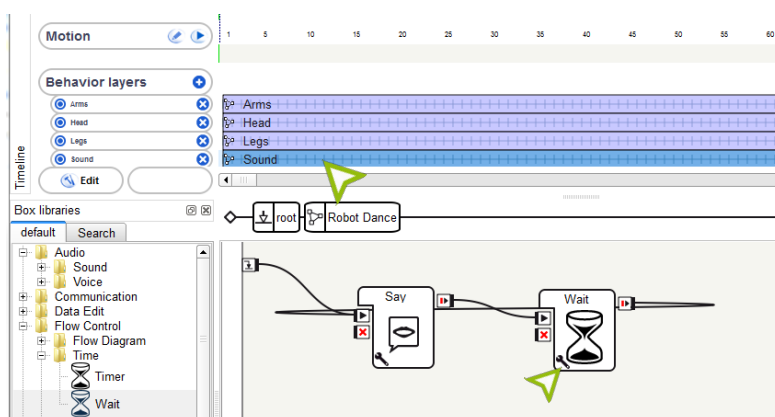 Motion
1 5 10 15 20 25 30 35 40 45 50 55 60
Behavior layers
Arms
Head
Legs
Sound
Arms
Head
Legs
Sound
Edit
Timeline
Box libraries
default Search
root Robot Dance
Audio
Sound
Voice
Communication
Data Edit
Flow Control
Flow Diagram
Time
Timer
Wait
Say
Wait